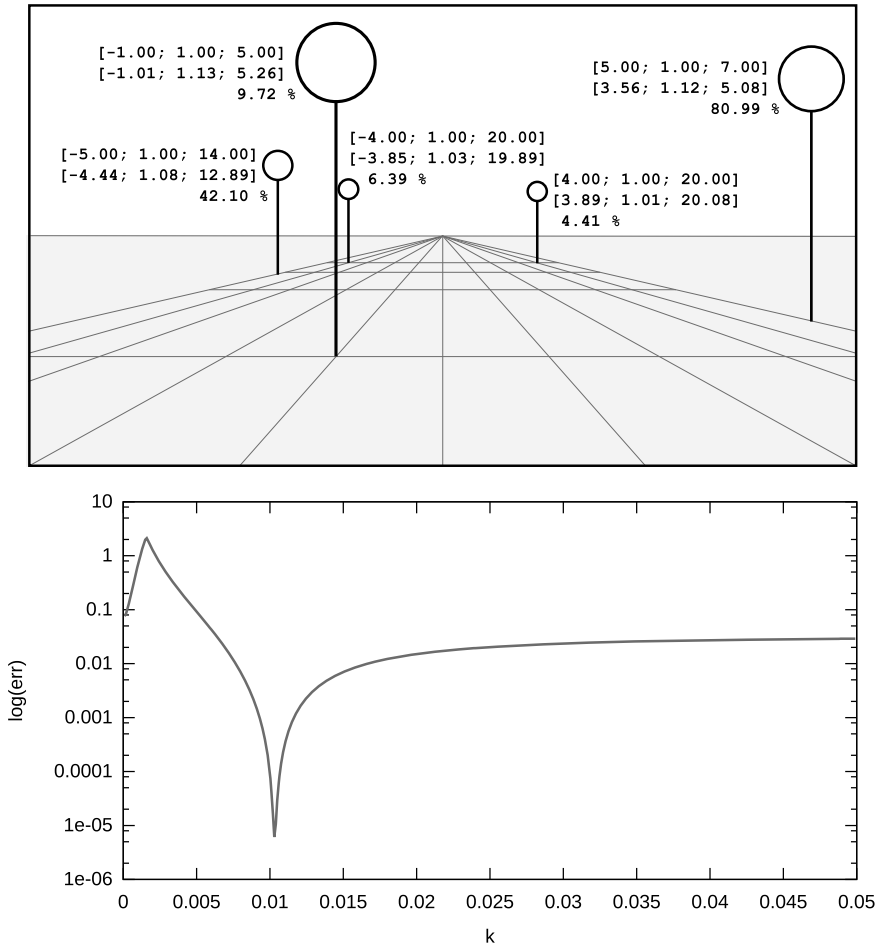 [-1.00; 1.00; 5.00]
[-1.01; 1.13; 5.26]
9.72 %
[5.00; 1.00; 7.00]
[3.56; 1.12; 5.08]
80.99 %
[-5.00; 1.00; 14.00]
[-4.44; 1.08; 12.89]
42.10 %
[-4.00; 1.00; 20.00]
[-3.85; 1.03; 19.89]
6.39 %
[4.00; 1.00; 20.00]
[3.89; 1.01; 20.08]
4.41 %
10
1
0.1
0.01
0.001
0.0001
1e-05
1e-06
log(err)
0 0.005 0.01 0.015 0.02 0.025 0.03 0.035 0.04 0.045 0.05
k